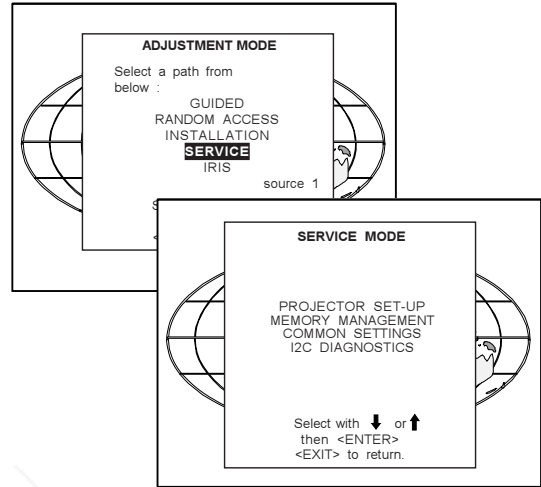 ADJUSTMENT MODE
Select a path from
below :
GUIDED
RANDOM ACCESS
INSTALLATION
SERVICE
IRIS
source 1
SERVICE MODE
PROJECTOR SET-UP
MEMORY MANAGEMENT
COMMON SETTINGS
I2C DIAGNOSTICS
Select with ⬇ or ⬆
then <ENTER>
<EXIT> to return.